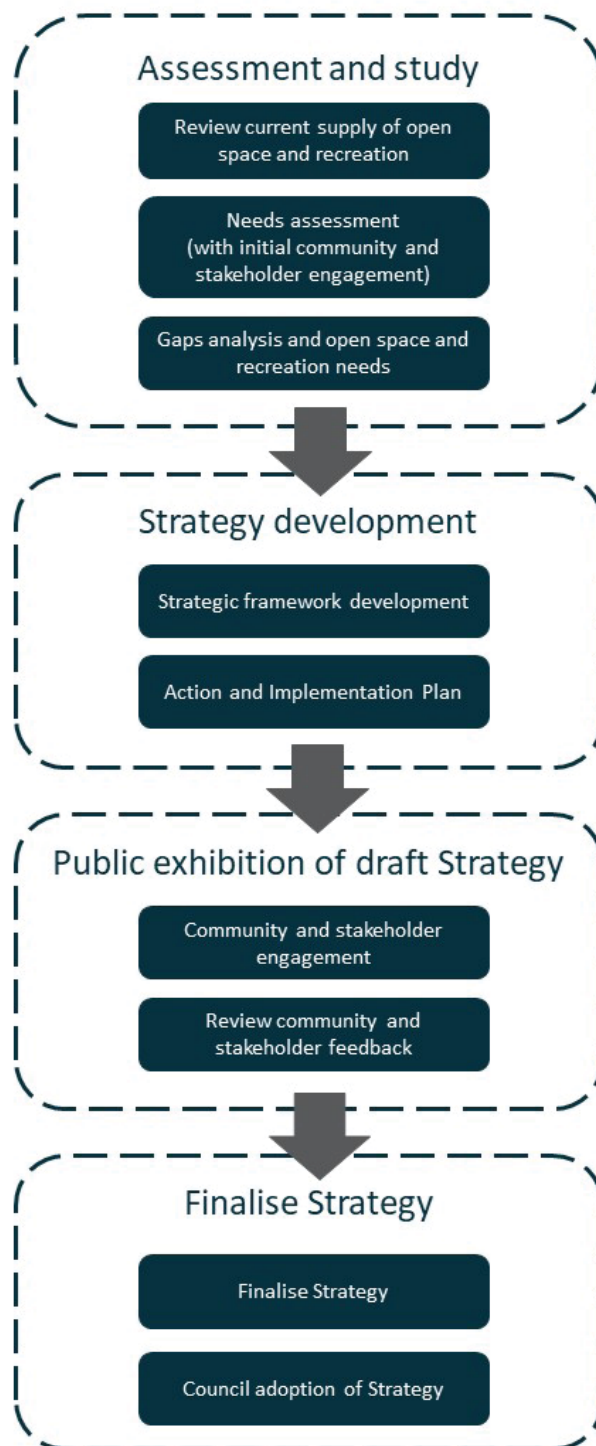 Assessment and study
Review current supply of open
space and recreation
Needs assessment
(with initial community and
stakeholder engagement)
Gaps analysis and open space and
recreation needs
Strategy development
Strategic framework development
Action and Implementation Plan
Public exhibition of draft Strategy
Community and stakeholder
engagement
Review community and
stakeholder feedback
Finalise Strategy
Finalise Strategy
Council adoption of Strategy